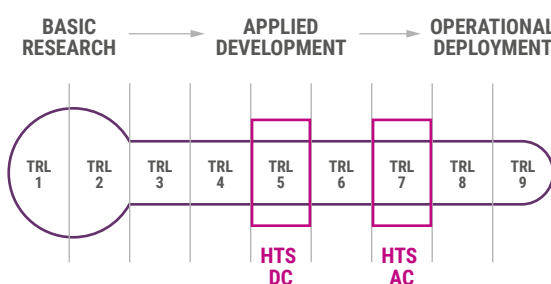 BASIC
RESEARCH
APPLIED
DEVELOPMENT
OPERATIONAL
DEPLOYMENT
TRL
1
TRL
2
TRL
3
TRL
4
TRL
5
TRL
6
TRL
7
TRL
8
TRL
9
HTS
DC
HTS
AC